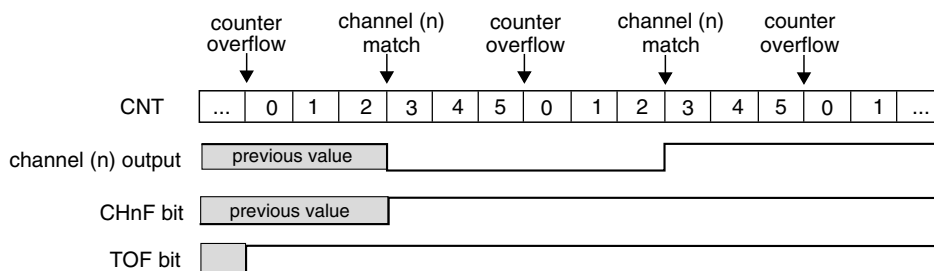 counter overflow
channel (n) match
counter overflow
channel (n) match
counter overflow
CNT ... 0 1 2 3 4 5 0 1 2 3 4 5 0 1 ...
channel (n) output previous value
CHnF bit previous value
TOF bit